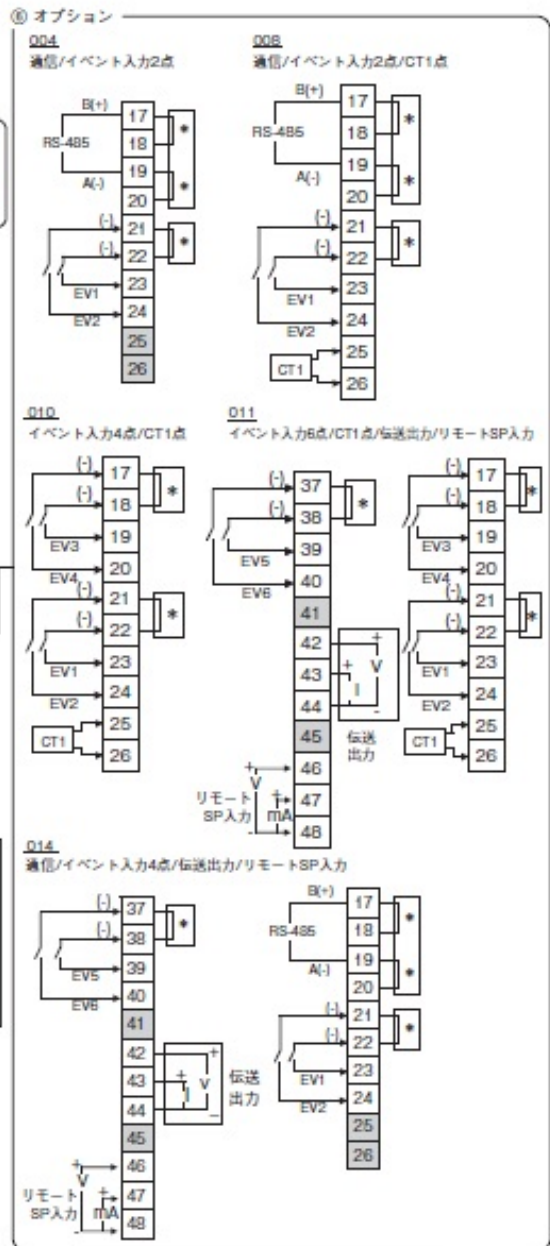 ⑥ オプション
004
通信/イベント入力2点
B(+)
RS-485
A(-)
(-)
(-)
EV1
EV2
17
18
19
20
21
22
23
24
25
26
*
*
*
008
通信/イベント入力2点/CT1点
B(+)
RS-485
A(-)
(-)
(-)
EV1
EV2
CT1
17
18
19
20
21
22
23
24
25
26
*
*
*
010
イベント入力4点/CT1点
(-)
(-)
EV3
EV4
(-)
(-)
EV1
EV2
CT1
17
18
19
20
21
22
23
24
25
26
*
*
011
イベント入力6点/CT1点/伝送出力/リモートSP入力
(-)
(-)
EV5
EV6
37
38
39
40
41
42
43
44
45
46
47
48
*
+
+
V
I
-
伝送
出力
+
V
+
mA
-
リモート
SP入力
(-)
(-)
EV3
EV4
(-)
(-)
EV1
EV2
CT1
17
18
19
20
21
22
23
24
25
26
*
*
014
通信/イベント入力4点/伝送出力/リモートSP入力
(-)
(-)
EV5
EV6
37
38
39
40
41
42
43
44
45
46
47
48
*
+
+
V
I
-
伝送
出力
+
V
+
mA
-
リモート
SP入力
B(+)
RS-485
A(-)
(-)
(-)
EV1
EV2
17
18
19
20
21
22
23
24
25
26
*
*
*